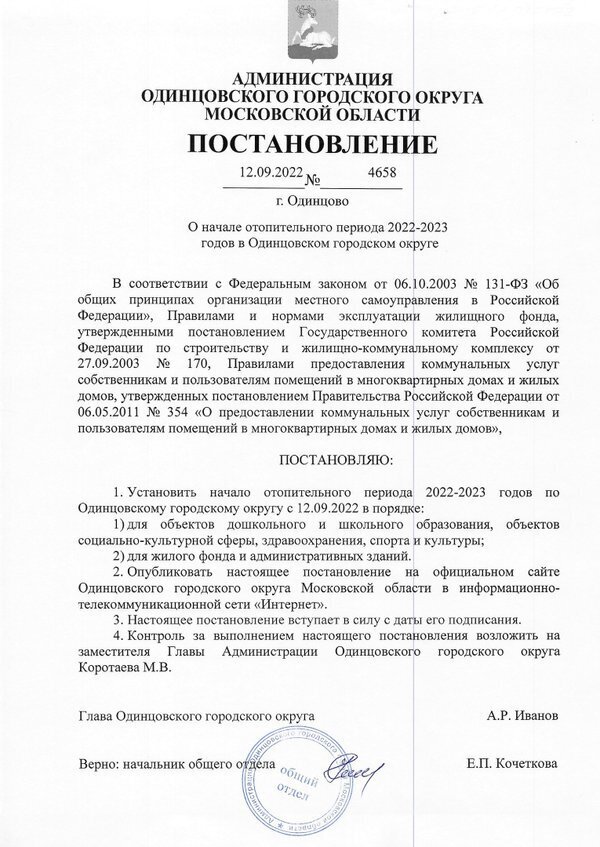 АДМИНИСТРАЦИЯ
ОДИНЦОВСКОГО ГОРОДСКОГО ОКРУГА
МОСКОВСКОЙ ОБЛАСТИ
ПОСТАНОВЛЕНИЕ
12.09.2022 № 4658
г. Одинцово
О начале отопительного периода 2022-2023
годов в Одинцовском городском округе
В соответствии с Федеральным законом от 06.10.2003 № 131-ФЗ «Об
общих принципах организации местного самоуправления в Российской
Федерации», Правилами и нормами эксплуатации жилищного фонда,
утвержденными постановлением Государственного комитета Российской
Федерации по строительству и жилищно-коммунальному комплексу от
27.09.2003 № 170, Правилами предоставления коммунальных услуг
собственникам и пользователям помещений в многоквартирных домах и жилых
домов, утвержденных постановлением Правительства Российской Федерации от
06.05.2011 № 354 «О предоставлении коммунальных услуг собственникам и
пользователям помещений в многоквартирных домах и жилых домов»,
ПОСТАНОВЛЯЮ:
1. Установить начало отопительного периода 2022-2023 годов по
Одинцовскому городскому округу с 12.09.2022 в порядке:
1) для объектов дошкольного и школьного образования, объектов
социально-культурной сферы, здравоохранения, спорта и культуры;
2) для жилого фонда и административных зданий.
2. Опубликовать настоящее постановление на официальном сайте
Одинцовского городского округа Московской области в информационно-
телекоммуникационной сети «Интернет».
3. Настоящее постановление вступает в силу с даты его подписания.
4. Контроль за выполнением настоящего постановления возложить на
заместителя Главы Администрации Одинцовского городского округа
Коротаева М.В.
Глава Одинцовского городского округа А.Р. Иванов
Верно: начальник общего отдела Е.П. Кочеткова
Администрация Одинцовского городского
Московской области
общий
отдел